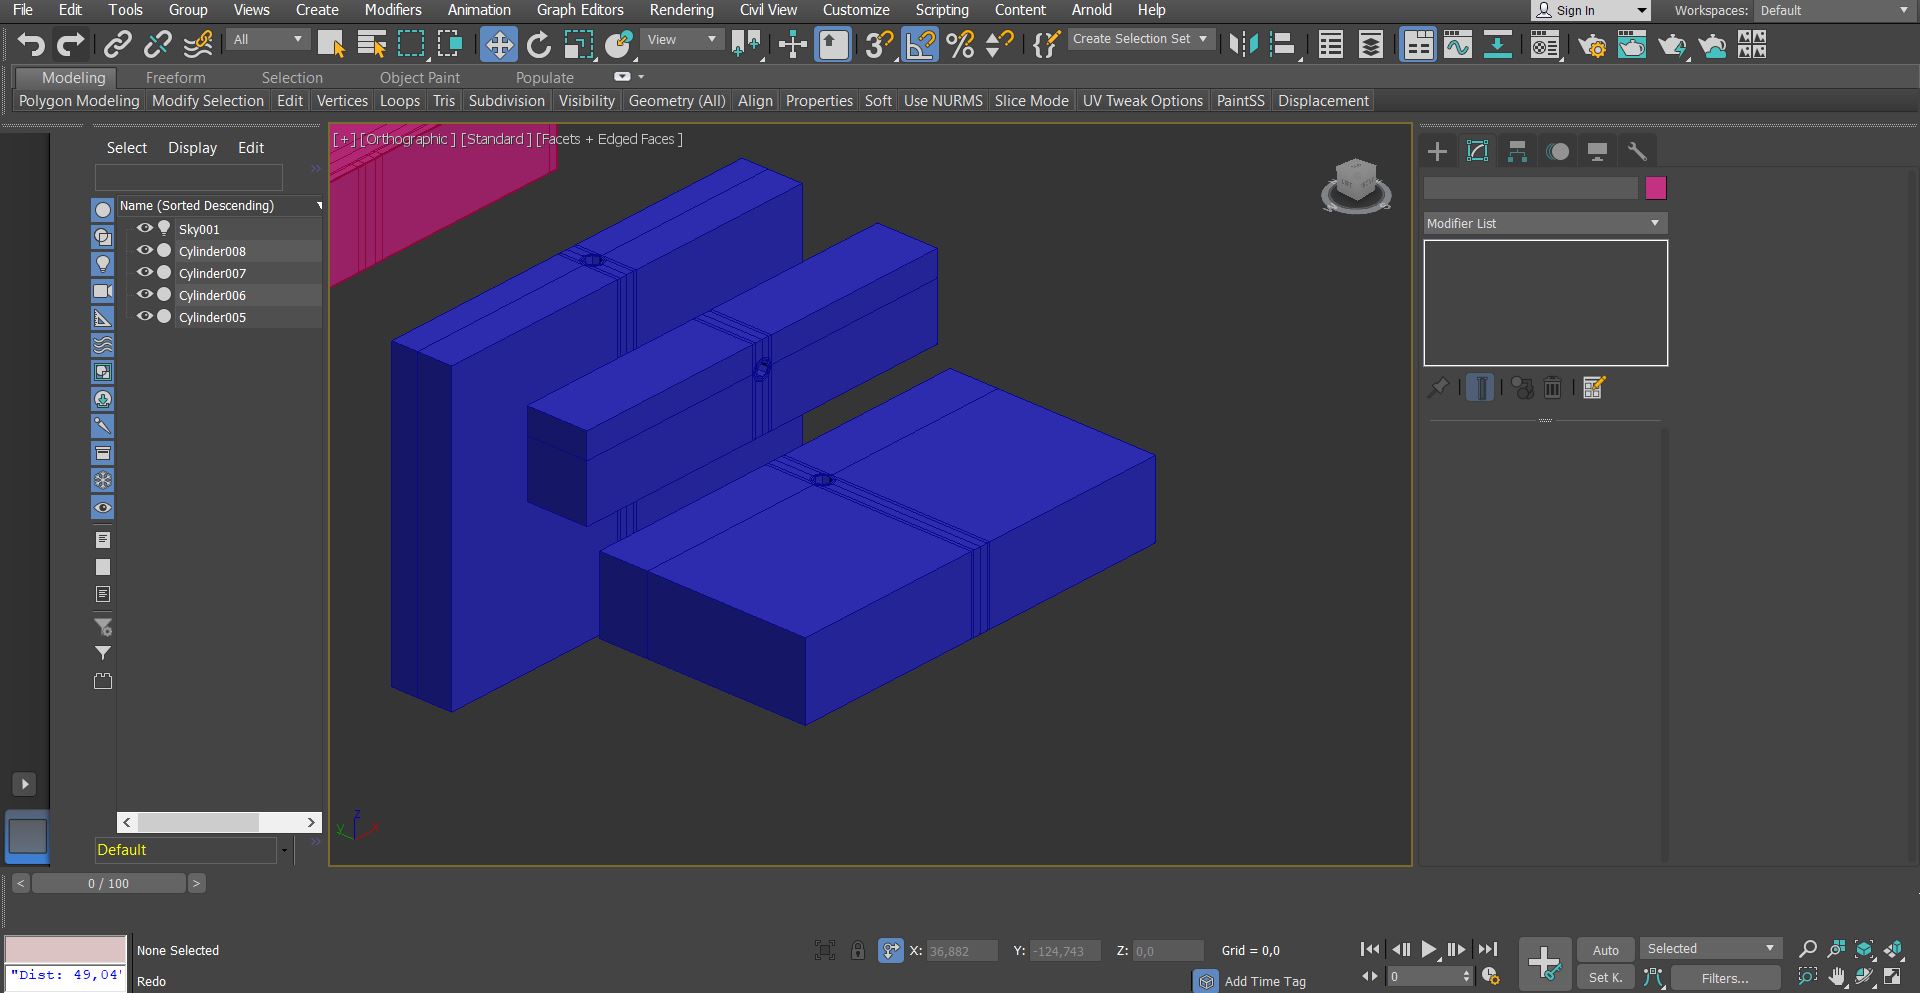 File Edit Tools Group Views Create Modifiers Animation Graph Editors Rendering Civil View Customize Scripting Content Arnold Help Sign In Workspaces: Default
All View 3 Create Selection Set
Modeling Freeform Selection Object Paint Populate
Polygon Modeling Modify Selection Edit Vertices Loops Tris Subdivision Visibility Geometry (All) Align Properties Soft Use NURMS Slice Mode UV Tweak Options PaintSS Displacement
[+] [Orthographic ] [Standard ] [Facets + Edged Faces ]
Select Display Edit
Name (Sorted Descending)
Sky001
Cylinder008
Cylinder007
Cylinder006
Cylinder005
Modifier List
z
y x
Default
< 0 / 100 >
None Selected X: 36,882 Y: -124,743 Z: 0,0 Grid = 0,0 Auto Selected
"Dist: 49,04" Redo Add Time Tag 0 Set K. Filters...